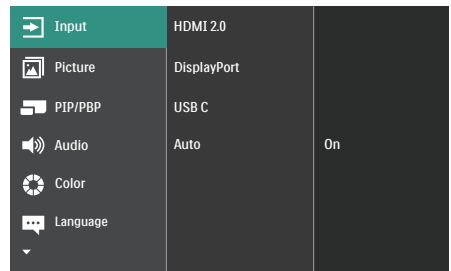 Input
HDMI 2.0
Picture
DisplayPort
PIP/PBP
USB C
Audio
Auto
On
Color
Language